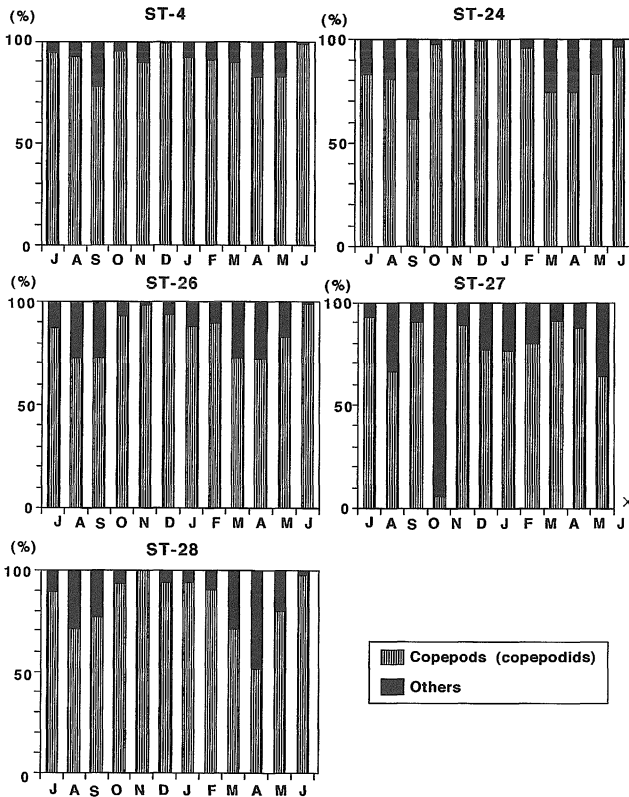 (%) ST-4
100
50
0
J A S O N D J F M A M J
(%) ST-24
100
50
0
J A S O N D J F M A M J
(%) ST-26
100
50
0
J A S O N D J F M A M J
(%) ST-27
100
50
0
J A S O N D J F M A M J
×
(%) ST-28
100
50
0
J A S O N D J F M A M J
Copepods (copepodids)
Others